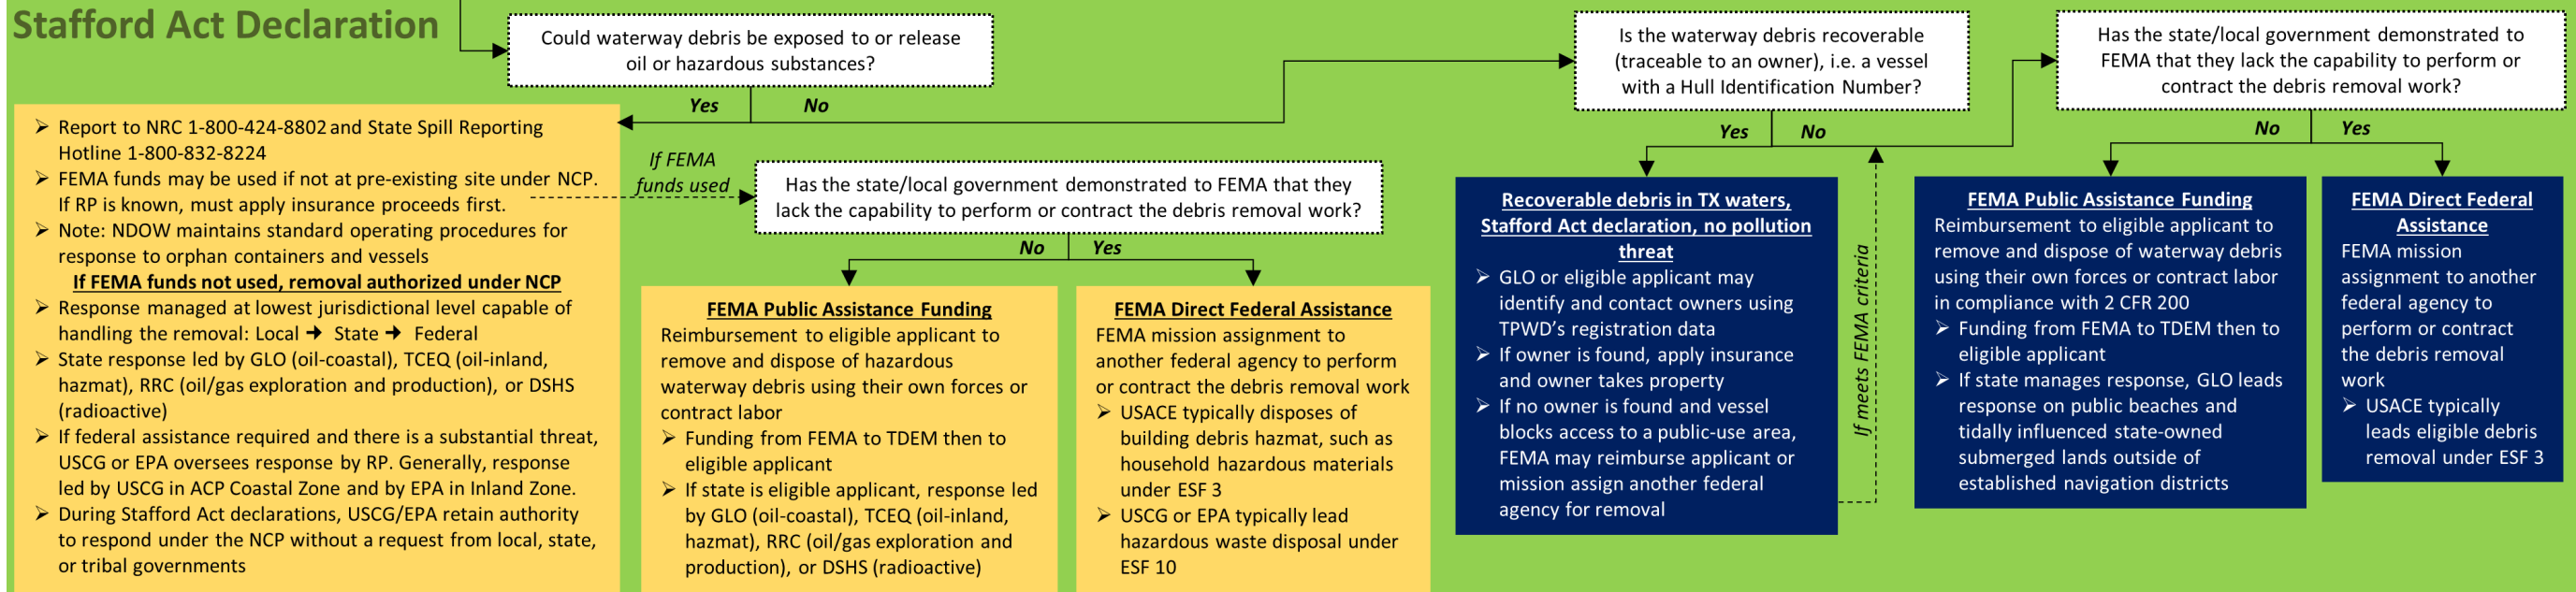 Stafford Act Declaration
Could waterway debris be exposed to or release
oil or hazardous substances?
Yes
No
➢ Report to NRC 1-800-424-8802 and State Spill Reporting
Hotline 1-800-832-8224
➢ FEMA funds may be used if not at pre-existing site under NCP.
If RP is known, must apply insurance proceeds first.
➢ Note: NDOW maintains standard operating procedures for
response to orphan containers and vessels
If FEMA funds not used, removal authorized under NCP
➢ Response managed at lowest jurisdictional level capable of
handling the removal: Local → State → Federal
➢ State response led by GLO (oil-coastal), TCEQ (oil-inland,
hazmat), RRC (oil/gas exploration and production), or DSHS
(radioactive)
➢ If federal assistance required and there is a substantial threat,
USCG or EPA oversees response by RP. Generally, response
led by USCG in ACP Coastal Zone and by EPA in Inland Zone.
➢ During Stafford Act declarations, USCG/EPA retain authority
to respond under the NCP without a request from local, state,
or tribal governments
If FEMA
funds used
Has the state/local government demonstrated to FEMA that they
lack the capability to perform or contract the debris removal work?
No
Yes
FEMA Public Assistance Funding
Reimbursement to eligible applicant to
remove and dispose of hazardous
waterway debris using their own forces or
contract labor
➢ Funding from FEMA to TDEM then to
eligible applicant
➢ If state is eligible applicant, response led
by GLO (oil-coastal), TCEQ (oil-inland,
hazmat), RRC (oil/gas exploration and
production), or DSHS (radioactive)
FEMA Direct Federal Assistance
FEMA mission assignment to
another federal agency to perform
or contract the debris removal work
➢ USACE typically disposes of
building debris hazmat, such as
household hazardous materials
under ESF 3
➢ USCG or EPA typically lead
hazardous waste disposal under
ESF 10
Is the waterway debris recoverable
(traceable to an owner), i.e. a vessel
with a Hull Identification Number?
Yes
No
Recoverable debris in TX waters,
Stafford Act declaration, no pollution
threat
➢ GLO or eligible applicant may
identify and contact owners using
TPWD's registration data
➢ If owner is found, apply insurance
and owner takes property
➢ If no owner is found and vessel
blocks access to a public-use area,
FEMA may reimburse applicant or
mission assign another federal
agency for removal
If meets FEMA criteria
Has the state/local government demonstrated to
FEMA that they lack the capability to perform or
contract the debris removal work?
No
Yes
FEMA Public Assistance Funding
Reimbursement to eligible applicant to
remove and dispose of waterway debris
using their own forces or contract labor
in compliance with 2 CFR 200
➢ Funding from FEMA to TDEM then to
eligible applicant
➢ If state manages response, GLO leads
response on public beaches and
tidally influenced state-owned
submerged lands outside of
established navigation districts
FEMA Direct Federal
Assistance
FEMA mission
assignment to another
federal agency to
perform or contract
the debris removal
work
➢ USACE typically
leads eligible debris
removal under ESF 3